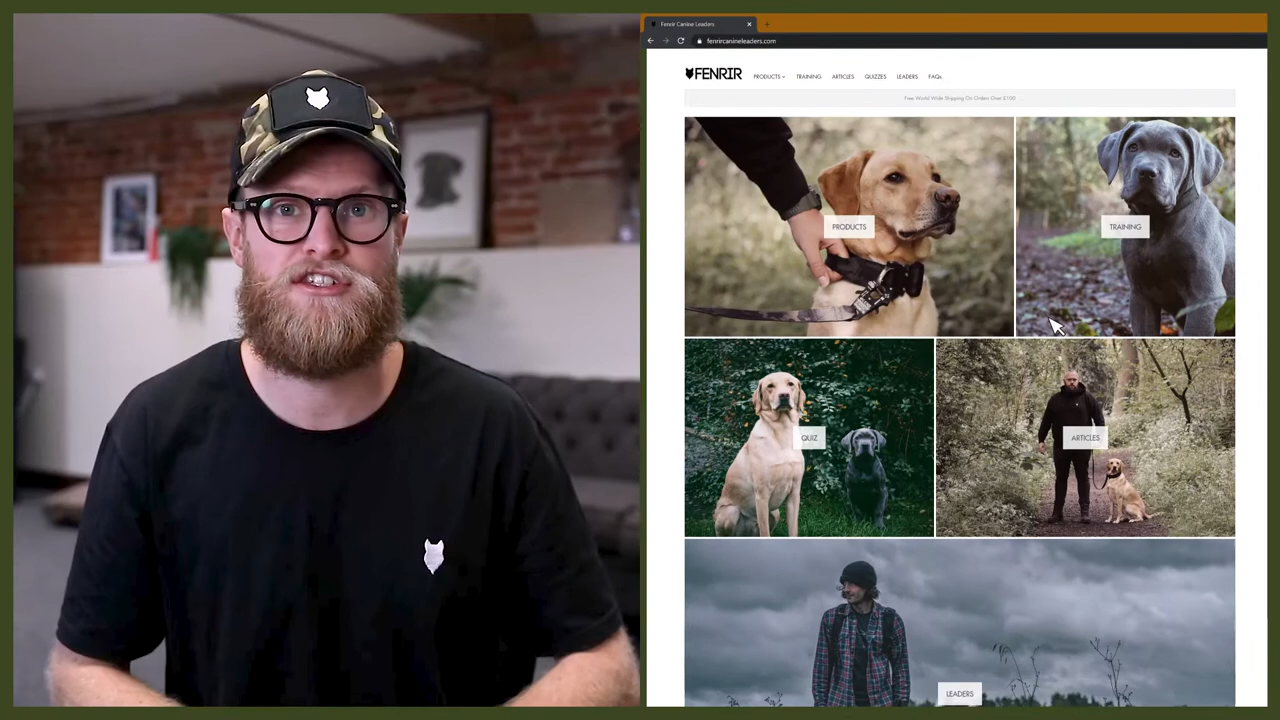 Fenrir Canine Leaders
fenrircanineleaders.com
FENRIR
PRODUCTS TRAINING ARTICLES QUIZZES LEADERS FAQs
Free World Wide Shipping On Orders Over £100
PRODUCTS
TRAINING
QUIZ
ARTICLES
LEADERS